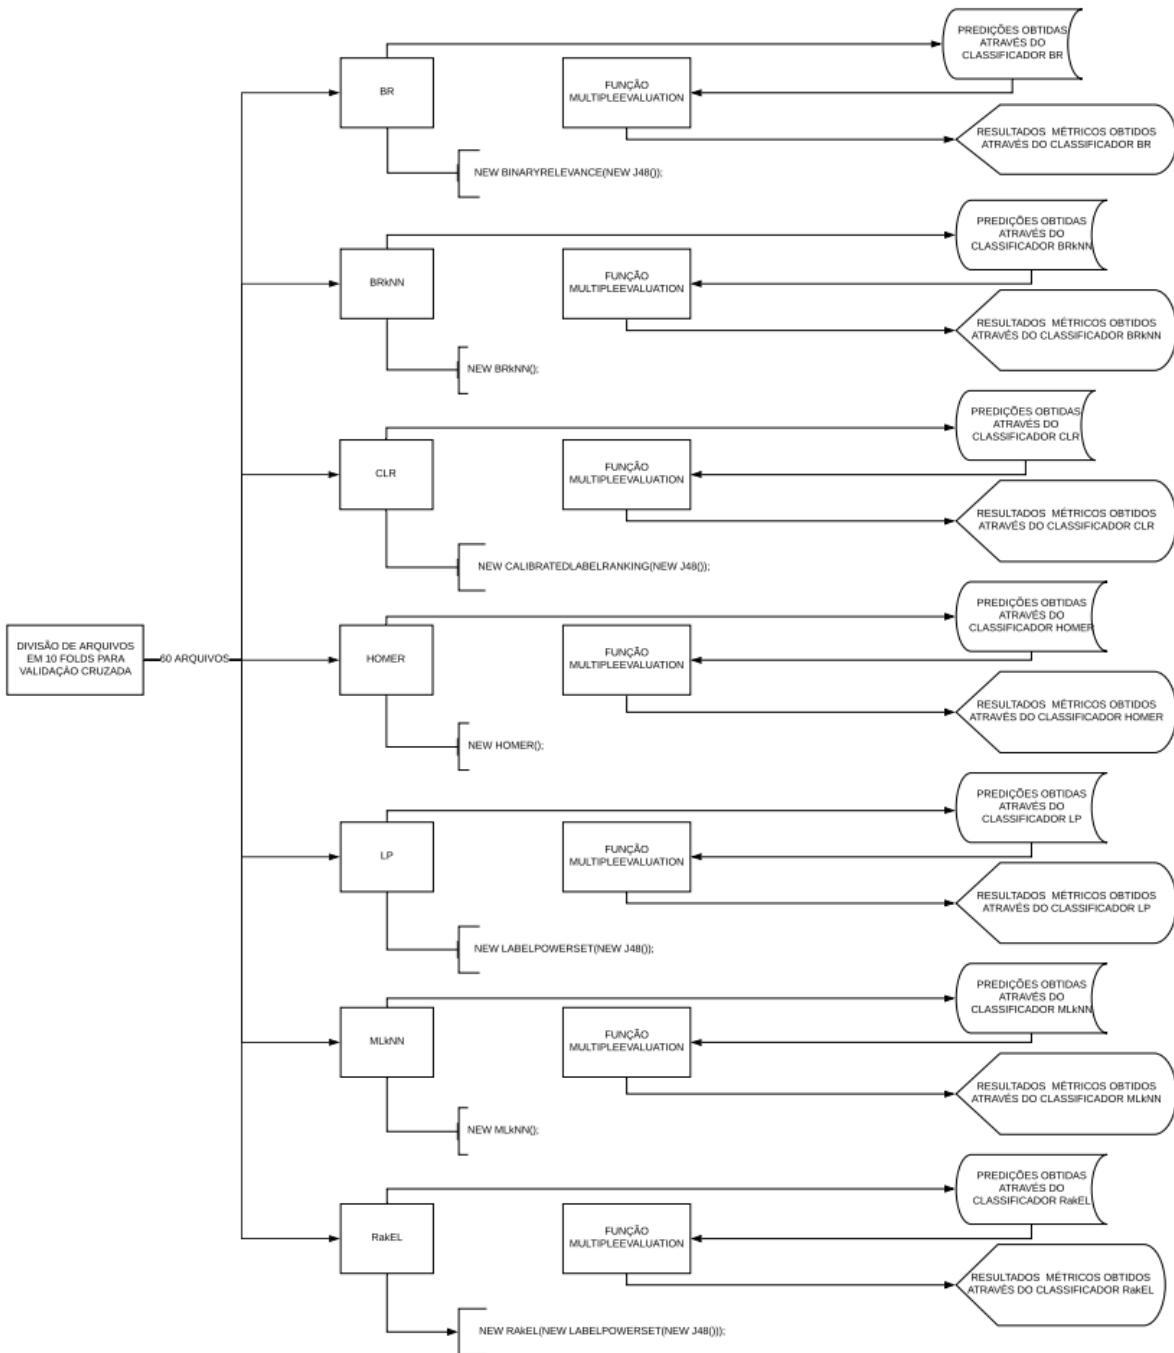 PREDIÇÕES OBTIDAS
ATRAVÉS DO
CLASSIFICADOR BR
BR
FUNÇÃO
MULTIPLEEVALUATION
RESULTADOS MÉTRICOS OBTIDOS
ATRAVÉS DO CLASSIFICADOR BR
NEW BINARYRELEVANCE(NEW J48());
PREDIÇÕES OBTIDAS
ATRAVÉS DO
CLASSIFICADOR BRkNN
BRkNN
FUNÇÃO
MULTIPLEEVALUATION
RESULTADOS MÉTRICOS OBTIDOS
ATRAVÉS DO CLASSIFICADOR BRkNN
NEW BRkNN();
PREDIÇÕES OBTIDAS
ATRAVÉS DO
CLASSIFICADOR CLR
CLR
FUNÇÃO
MULTIPLEEVALUATION
RESULTADOS MÉTRICOS OBTIDOS
ATRAVÉS DO CLASSIFICADOR CLR
NEW CALIBRATEDLABELRANKING(NEW J48());
DIVISÃO DE ARQUIVOS
EM 10 FOLDS PARA
VALIDAÇÃO CRUZADA
60 ARQUIVOS
PREDIÇÕES OBTIDAS
ATRAVÉS DO
CLASSIFICADOR HOMER
HOMER
FUNÇÃO
MULTIPLEEVALUATION
RESULTADOS MÉTRICOS OBTIDOS
ATRAVÉS DO CLASSIFICADOR HOMER
NEW HOMER();
PREDIÇÕES OBTIDAS
ATRAVÉS DO
CLASSIFICADOR LP
LP
FUNÇÃO
MULTIPLEEVALUATION
RESULTADOS MÉTRICOS OBTIDOS
ATRAVÉS DO CLASSIFICADOR LP
NEW LABELPOWERSET(NEW J48());
PREDIÇÕES OBTIDAS
ATRAVÉS DO
CLASSIFICADOR MLkNN
MLkNN
FUNÇÃO
MULTIPLEEVALUATION
RESULTADOS MÉTRICOS OBTIDOS
ATRAVÉS DO CLASSIFICADOR MLkNN
NEW MLkNN();
PREDIÇÕES OBTIDAS
ATRAVÉS DO
CLASSIFICADOR RakEL
RakEL
FUNÇÃO
MULTIPLEEVALUATION
RESULTADOS MÉTRICOS OBTIDOS
ATRAVÉS DO CLASSIFICADOR RakEL
NEW RAkEL(NEW LABELPOWERSET(NEW J48()));